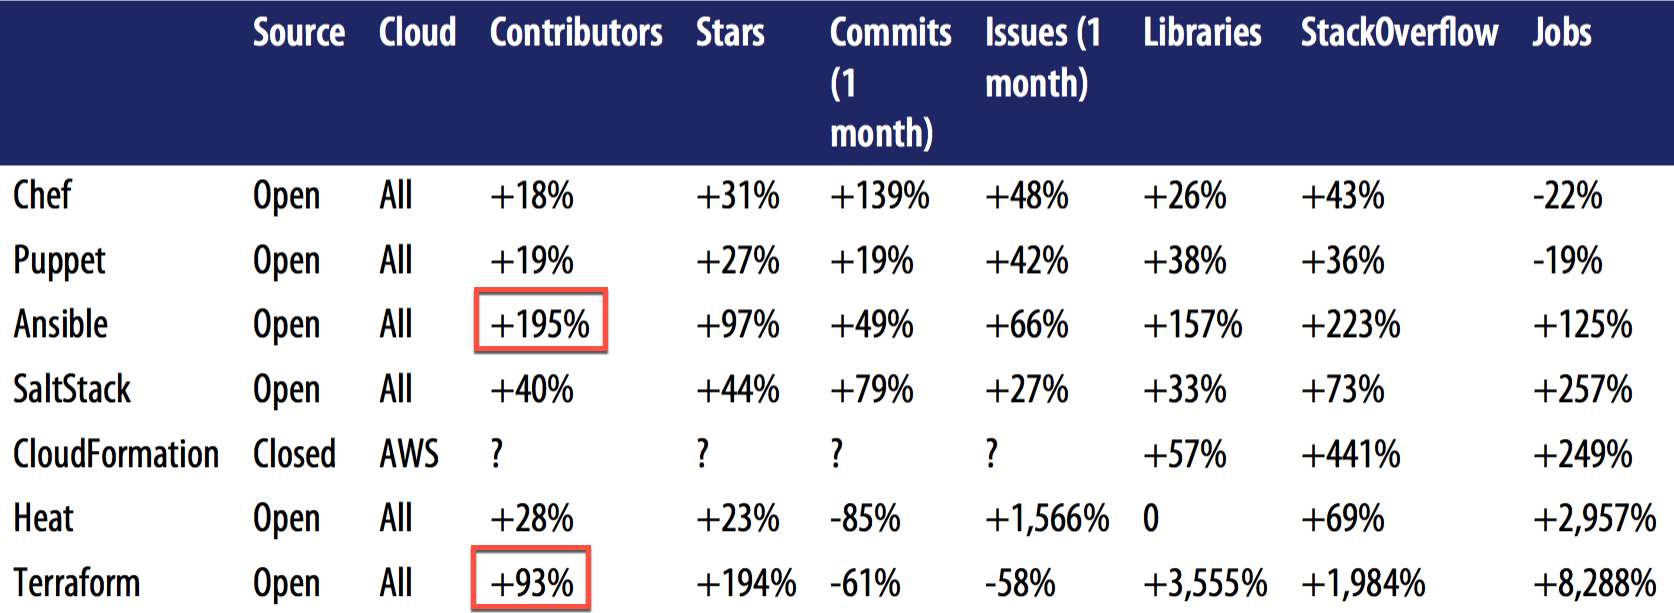 Source Cloud Contributors Stars Commits (1 month) Issues (1 month) Libraries StackOverflow Jobs
Chef Open All +18% +31% +139% +48% +26% +43% -22%
Puppet Open All +19% +27% +19% +42% +38% +36% -19%
Ansible Open All +195% +97% +49% +66% +157% +223% +125%
SaltStack Open All +40% +44% +79% +27% +33% +73% +257%
CloudFormation Closed AWS ? ? ? ? +57% +441% +249%
Heat Open All +28% +23% -85% +1,566% 0 +69% +2,957%
Terraform Open All +93% +194% -61% -58% +3,555% +1,984% +8,288%